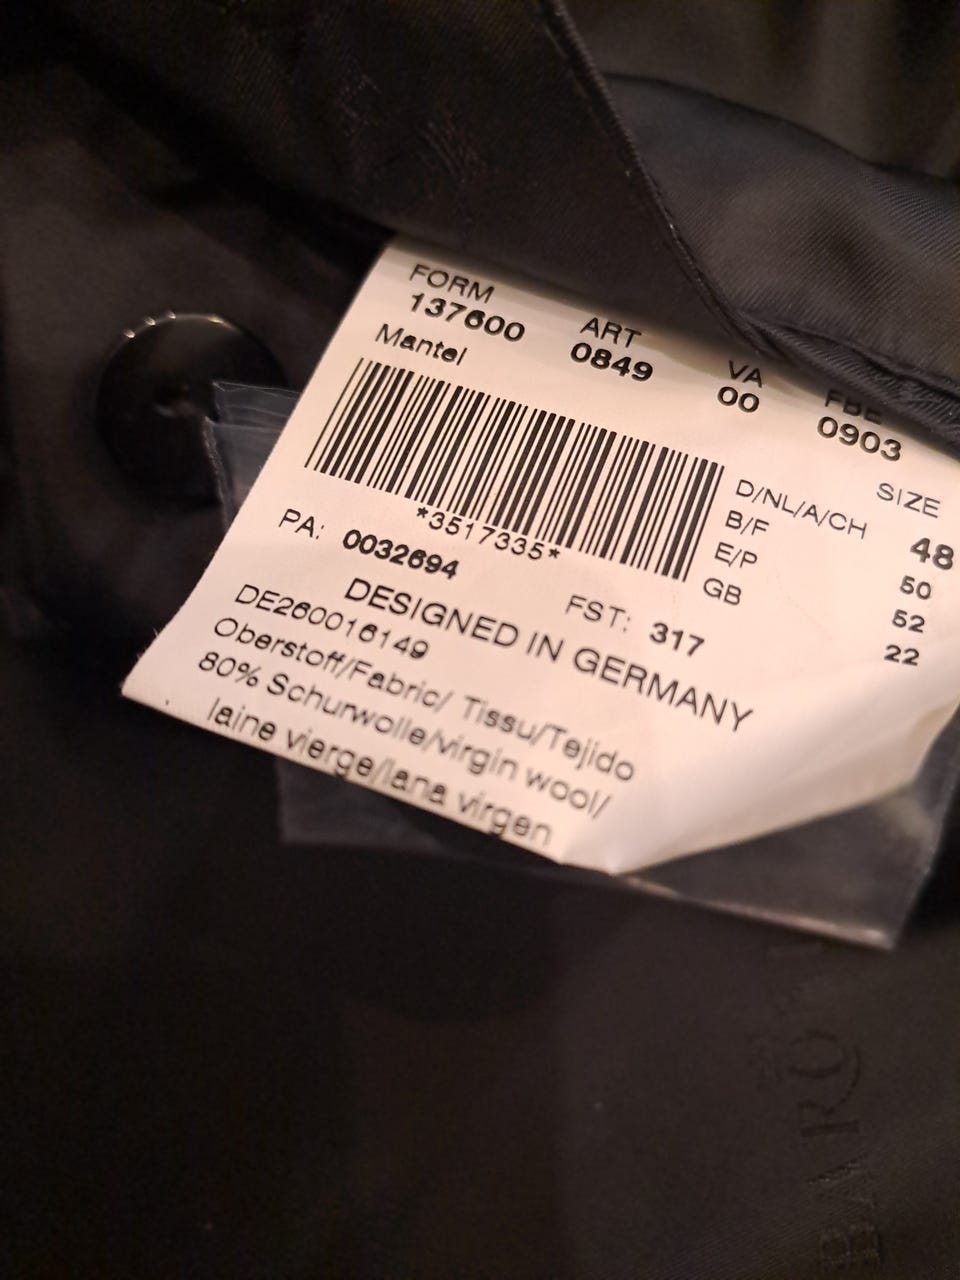 FORM ART VA FBE
137600 0849 00 0903
Mantel
SIZE
D/NL/A/CH 48
B/F 50
E/P 52
GB 22
*3517335*
PA: 0032694 FST: 317
DESIGNED IN GERMANY
DE260016149
Oberstoff/Fabric/ Tissu/Tejido
80% Schurwolle/virgin wool/
laine vierge/lana virgen